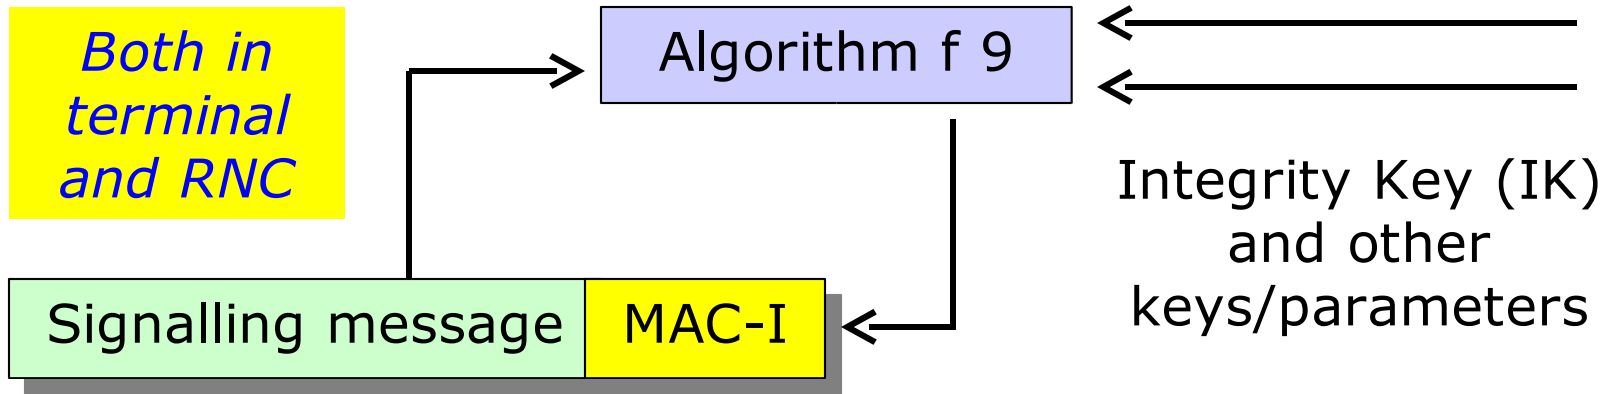 Both in
terminal
and RNC
Algorithm f 9
Integrity Key (IK)
and other
keys/parameters
Signalling message
MAC-I